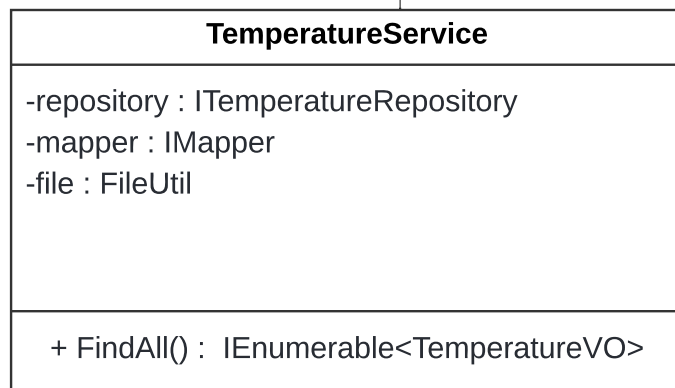 TemperatureService
-repository : ITemperatureRepository
-mapper : IMapper
-file : FileUtil
+ FindAll() :  IEnumerable<TemperatureVO>